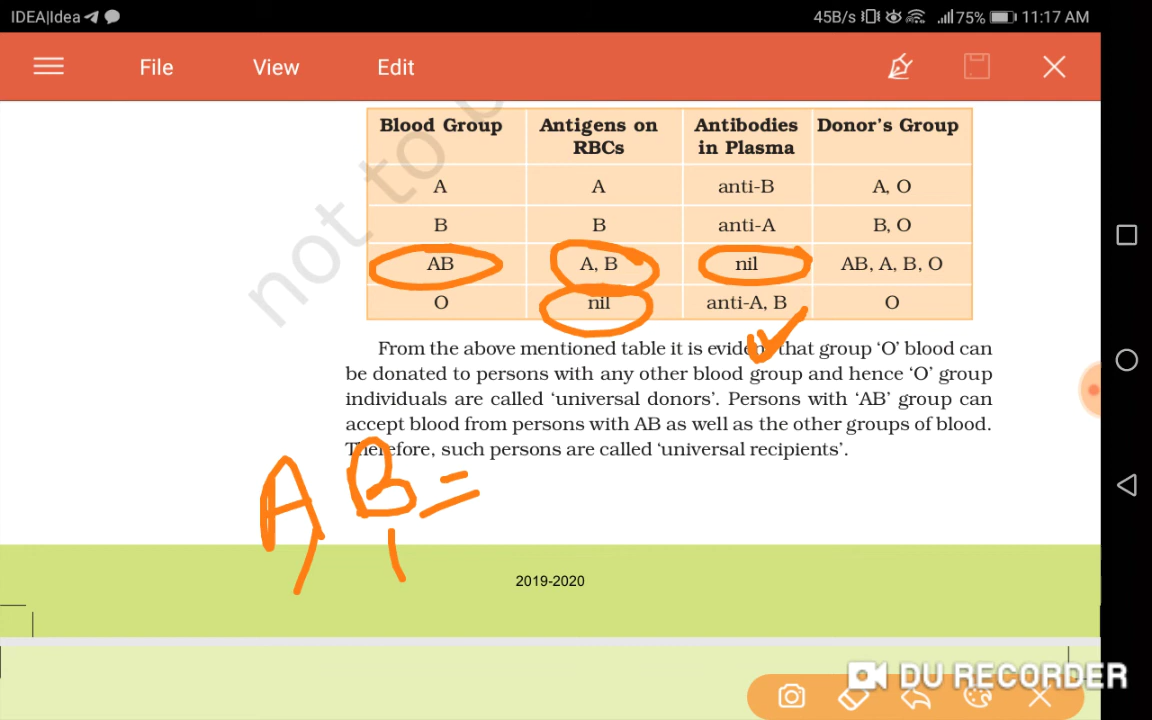 IDEA|Idea 45B/s 75% 11:17 AM
File View Edit
not to
Blood Group Antigens on RBCs Antibodies in Plasma Donor's Group
A A anti-B A, O
B B anti-A B, O
AB A, B nil AB, A, B, O
O nil anti-A, B O
From the above mentioned table it is evident that group ‘O’ blood can
be donated to persons with any other blood group and hence ‘O’ group
individuals are called ‘universal donors’. Persons with ‘AB’ group can
accept blood from persons with AB as well as the other groups of blood.
Therefore, such persons are called ‘universal recipients’.
A, B, =
2019-2020
DU RECORDER